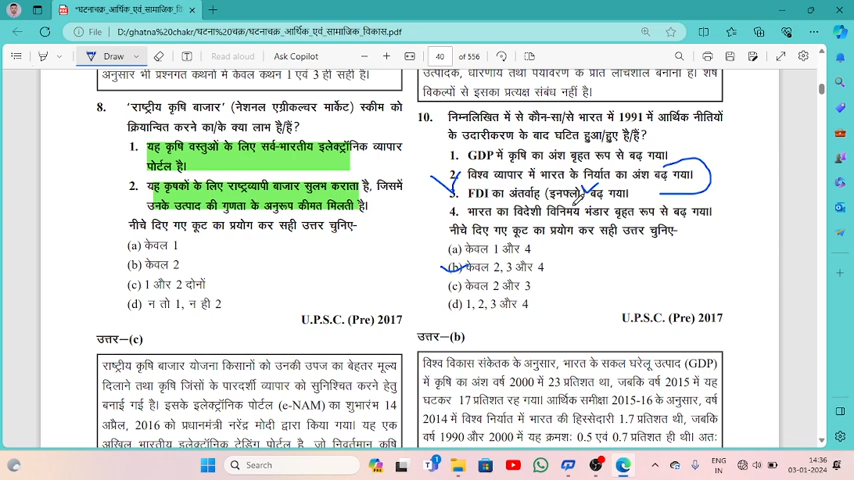 घटनाचक्र_आर्थिक_एवं_सामाजिक_विकास.pdf
File
D:/ghatna%20chakr/घटना%20चक्र/घटनाचक्र_आर्थिक_एवं_सामाजिक_विकास.pdf
Draw
Read aloud
Ask Copilot
40
of 556
अनुसार भी प्रश्नगत कथनों में केवल कथन 1 एवं 3 ही सही हैं।
8. 'राष्ट्रीय कृषि बाजार' (नेशनल एग्रीकल्चर मार्केट) स्कीम को
क्रियान्वित करने का/के क्या लाभ है/हैं?
1. यह कृषि वस्तुओं के लिए सर्व-भारतीय इलेक्ट्रॉनिक व्यापार
पोर्टल है।
2. यह कृषकों के लिए राष्ट्रव्यापी बाजार सुलभ कराता है, जिसमें
उनके उत्पाद की गुणता के अनुरूप कीमत मिलती है।
नीचे दिए गए कूट का प्रयोग कर सही उत्तर चुनिए-
(a) केवल 1
(b) केवल 2
(c) 1 और 2 दोनों
(d) न तो 1, न ही 2
U.P.S.C. (Pre) 2017
उत्तर-(c)
राष्ट्रीय कृषि बाजार योजना किसानों को उनकी उपज का बेहतर मूल्य
दिलाने तथा कृषि जिंसों के पारदर्शी व्यापार को सुनिश्चित करने हेतु
बनाई गई है। इसके इलेक्ट्रॉनिक पोर्टल (e-NAM) का शुभारंभ 14
अप्रैल, 2016 को प्रधानमंत्री नरेंद्र मोदी द्वारा किया गया। यह एक
अखिल भारतीय इलेक्ट्रॉनिक ट्रेडिंग पोर्टल है, जो निवर्तमान कृषि
उत्पादक, धारणीय तथा पर्यावरण के प्रति लोचशील बनाना है। शेष
विकल्पों से इसका प्रत्यक्ष संबंध नहीं है।
10. निम्नलिखित में से कौन-सा/से भारत में 1991 में आर्थिक नीतियों
के उदारीकरण के बाद घटित हुआ/हुए है/हैं?
1. GDP में कृषि का अंश बृहत रूप से बढ़ गया।
2. विश्व व्यापार में भारत के निर्यात का अंश बढ़ गया।
3. FDI का अंतर्वाह (इनफ्लो) बढ़ गया।
4. भारत का विदेशी विनिमय भंडार बृहत रूप से बढ़ गया।
नीचे दिए गए कूट का प्रयोग कर सही उत्तर चुनिए-
(a) केवल 1 और 4
(b) केवल 2, 3 और 4
(c) केवल 2 और 3
(d) 1, 2, 3 और 4
U.P.S.C. (Pre) 2017
उत्तर-(b)
विश्व विकास संकेतक के अनुसार, भारत के सकल घरेलू उत्पाद (GDP)
में कृषि का अंश वर्ष 2000 में 23 प्रतिशत था, जबकि वर्ष 2015 में यह
घटकर 17 प्रतिशत रह गया। आर्थिक समीक्षा 2015-16 के अनुसार, वर्ष
2014 में विश्व निर्यात में भारत की हिस्सेदारी 1.7 प्रतिशत थी, जबकि
वर्ष 1990 और 2000 में यह क्रमशः 0.5 एवं 0.7 प्रतिशत ही थी। अतः
Search
ENG
IN
14:36
03-01-2024